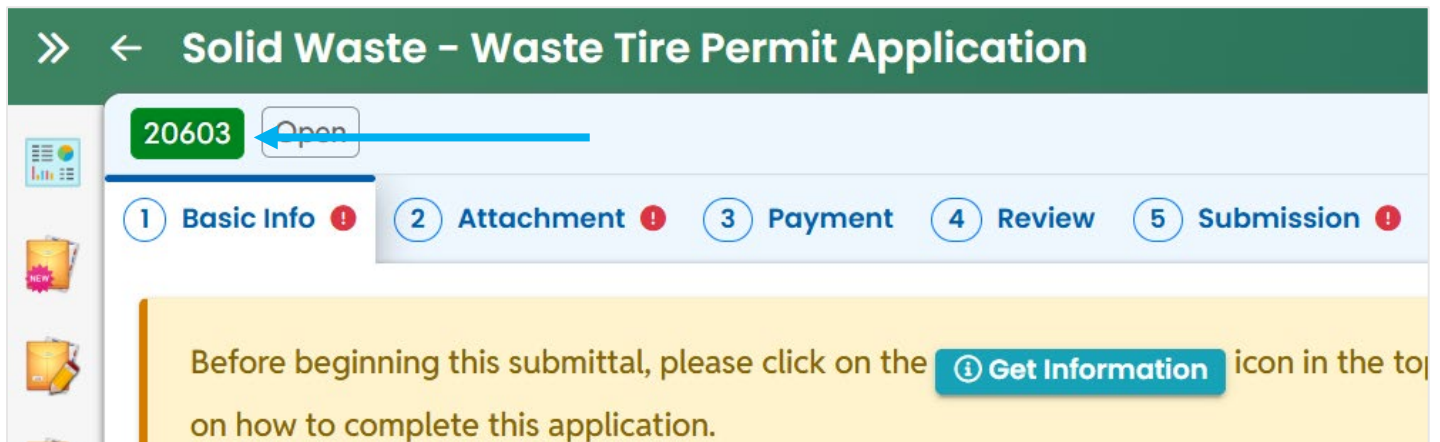 Solid Waste - Waste Tire Permit Application
20603 Open
1 Basic Info ! 2 Attachment ! 3 Payment 4 Review 5 Submission !
NEW
Before beginning this submittal, please click on the Get Information icon in the
on how to complete this application.